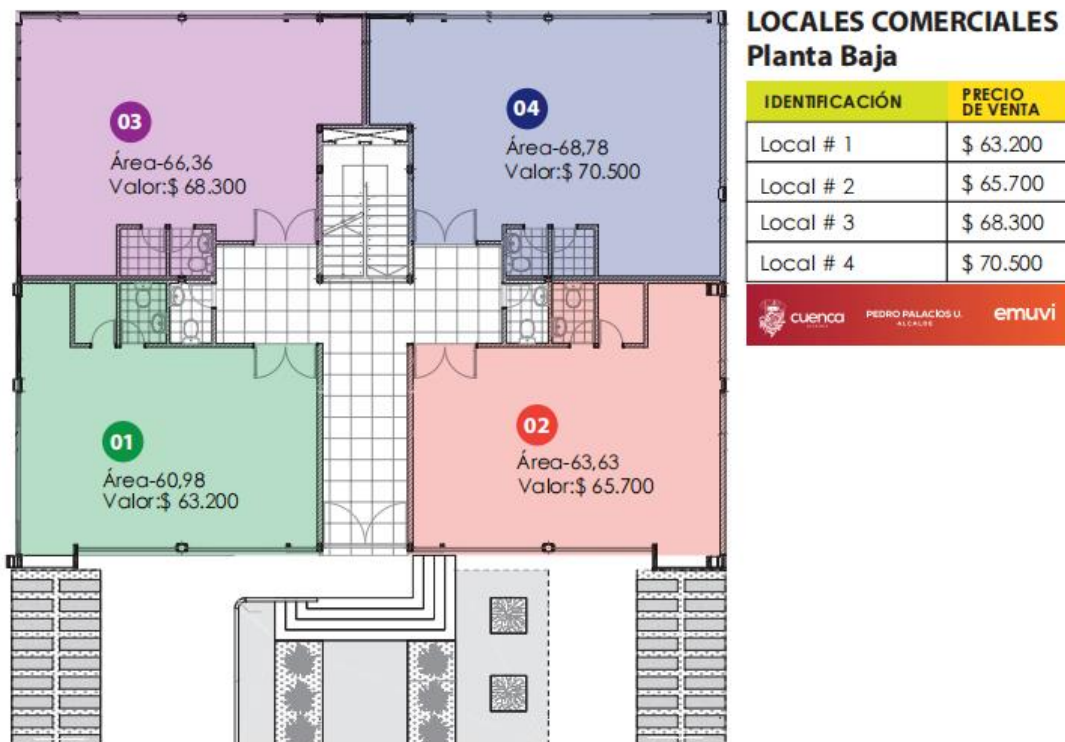 LOCALES COMERCIALES
Planta Baja
IDENTIFICACIÓN PRECIO DE VENTA
Local # 1 $ 63.200
Local # 2 $ 65.700
Local # 3 $ 68.300
Local # 4 $ 70.500
cuenca PEDRO PALACIOS U. emuvi
ALCALDE
03
Área-66,36
Valor:$ 68.300
04
Área-68,78
Valor:$ 70.500
01
Área-60,98
Valor:$ 63.200
02
Área-63,63
Valor:$ 65.700